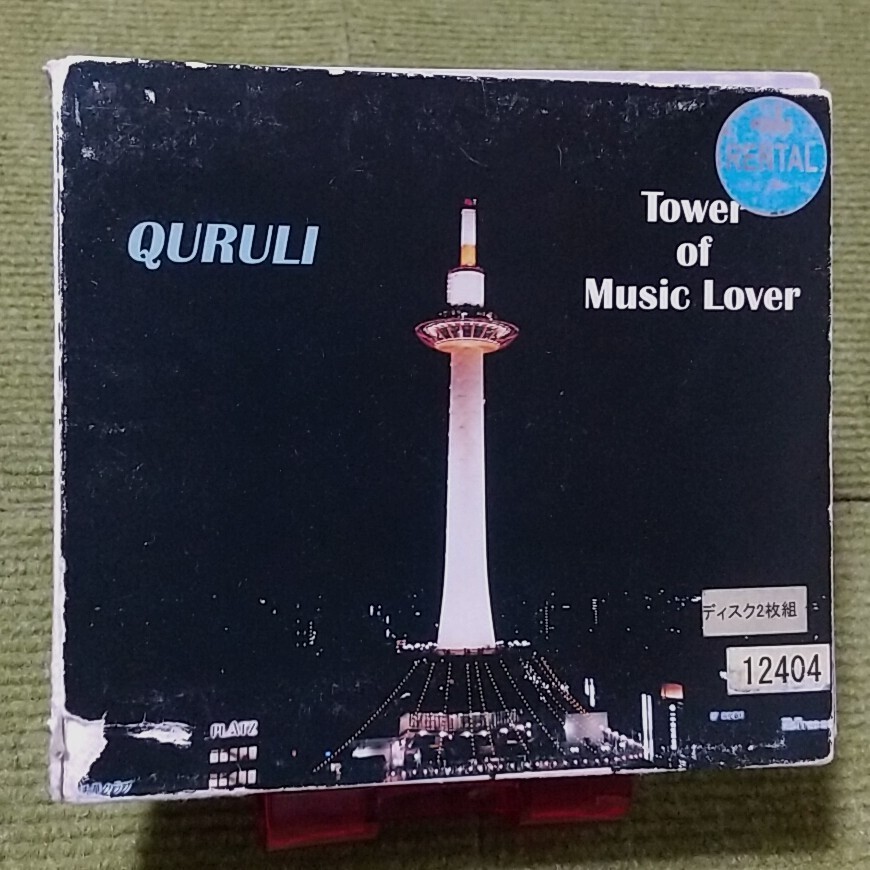 QURULI
RENTAL
Tower
of
Music Lover
ディスク2枚組
12404
PLATZ